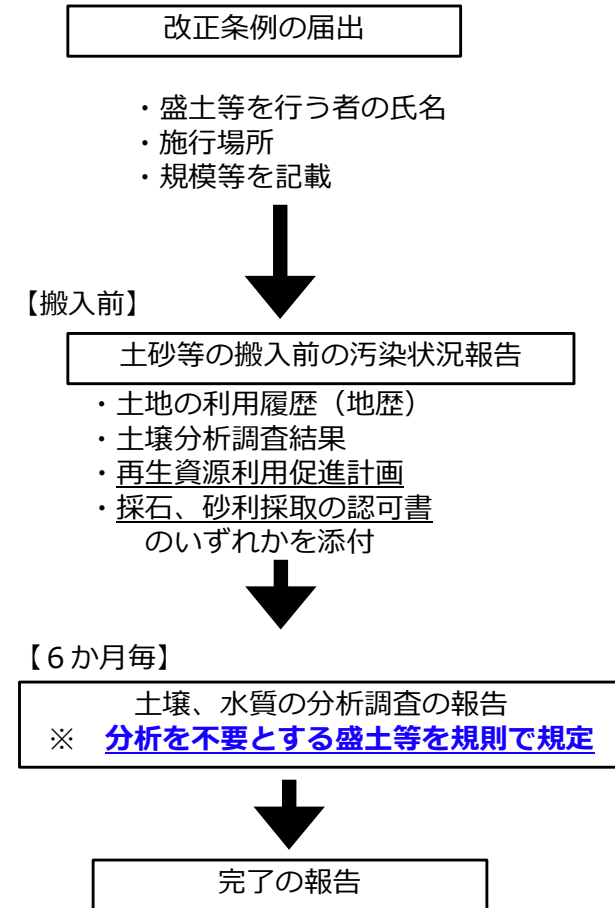 改正条例の届出
・盛土等を行う者の氏名
・施行場所
・規模等を記載
【搬入前】
土砂等の搬入前の汚染状況報告
・土地の利用履歴（地歴）
・土壌分析調査結果
・再生資源利用促進計画
・採石、砂利採取の認可書
のいずれかを添付
【６か月毎】
土壌、水質の分析調査の報告
※　分析を不要とする盛土等を規則で規定
完了の報告